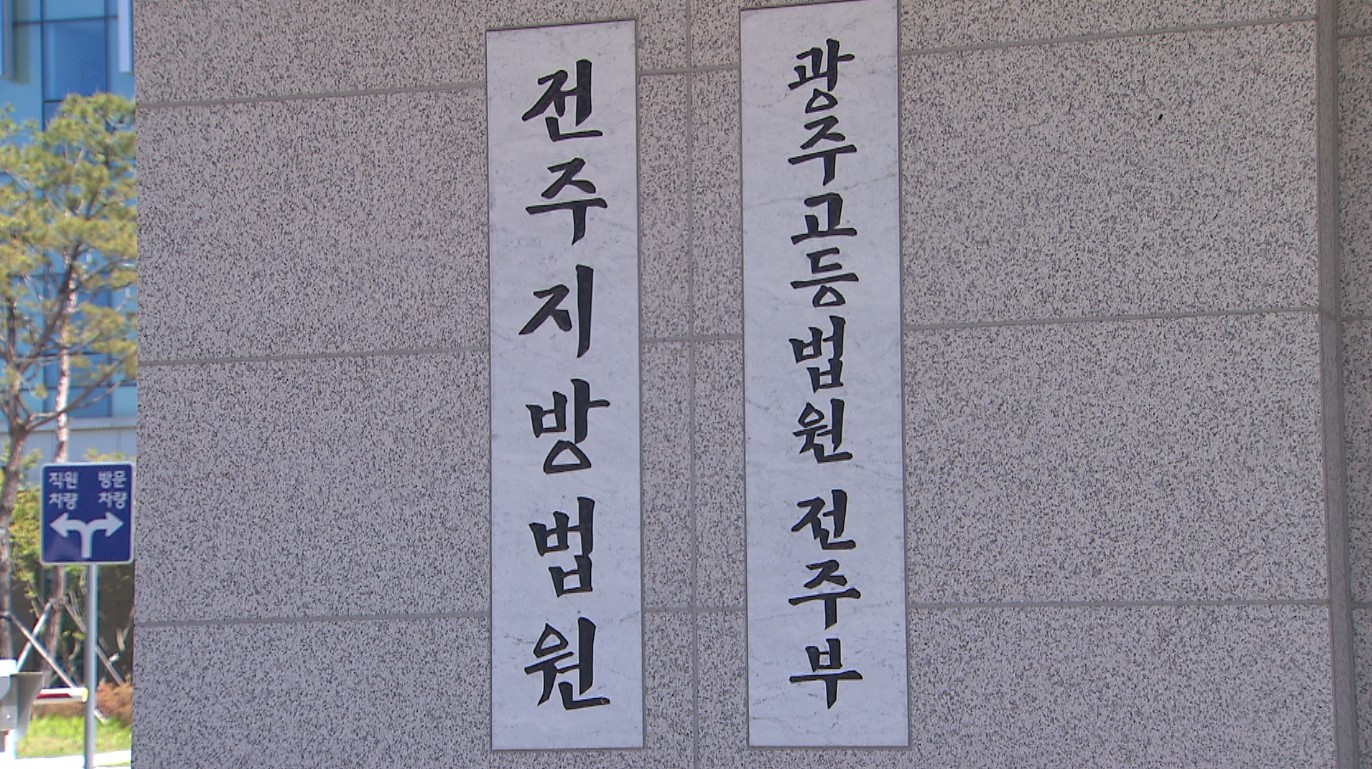 전주지방법원
광주고등법원 전주부
직원 방문
차량 차량